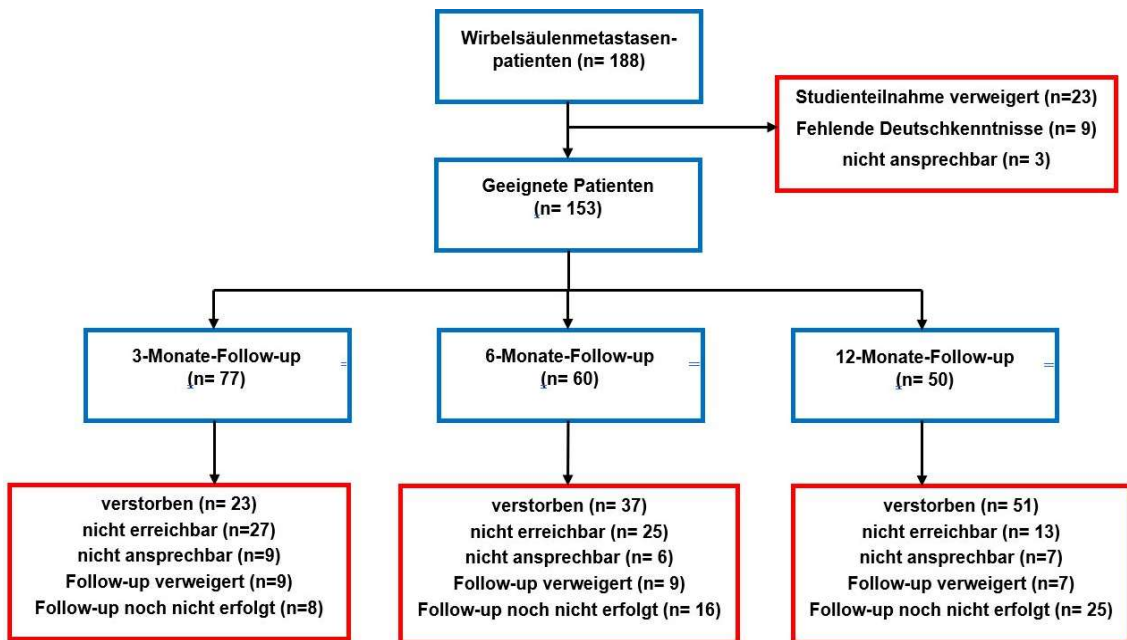 Wirbelsäulenmetastasen-
patienten (n= 188)
Studienteilnahme verweigert (n=23)
Fehlende Deutschkenntnisse (n= 9)
nicht ansprechbar (n= 3)
Geeignete Patienten
(n= 153)
3-Monate-Follow-up
(n= 77)
6-Monate-Follow-up
(n= 60)
12-Monate-Follow-up
(n= 50)
verstorben (n= 23)
nicht erreichbar (n=27)
nicht ansprechbar (n=9)
Follow-up verweigert (n=9)
Follow-up noch nicht erfolgt (n=8)
verstorben (n= 37)
nicht erreichbar (n= 25)
nicht ansprechbar (n= 6)
Follow-up verweigert (n= 9)
Follow-up noch nicht erfolgt (n= 16)
verstorben (n= 51)
nicht erreichbar (n= 13)
nicht ansprechbar (n=7)
Follow-up verweigert (n=7)
Follow-up noch nicht erfolgt (n= 25)